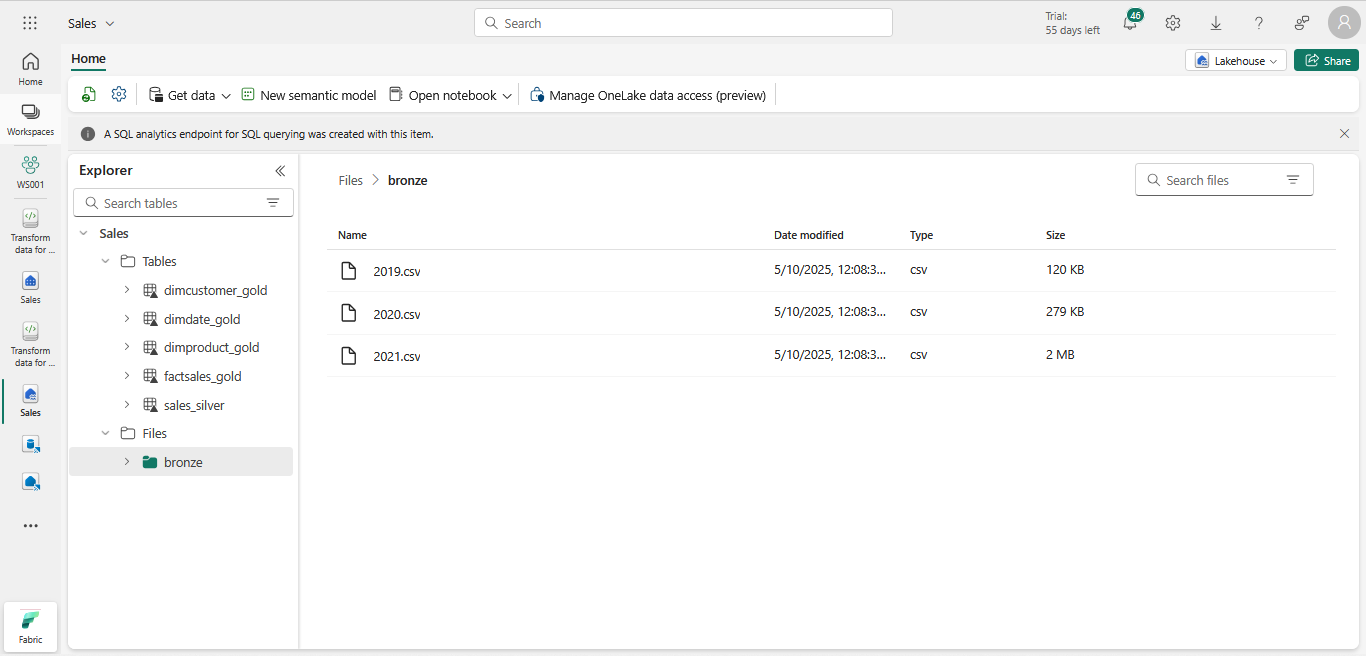 Sales
Search
Trial:
55 days left
46
Home
Lakehouse
Share
Get data
New semantic model
Open notebook
Manage OneLake data access (preview)
A SQL analytics endpoint for SQL querying was created with this item.
Home
Workspaces
WS001
Transform
data for ...
Sales
Transform
data for ...
Sales
Fabric
Explorer
Search tables
Sales
Tables
dimcustomer_gold
dimdate_gold
dimproduct_gold
factsales_gold
sales_silver
Files
bronze
Files > bronze
Search files
Name Date modified Type Size
2019.csv 5/10/2025, 12:08:3... csv 120 KB
2020.csv 5/10/2025, 12:08:3... csv 279 KB
2021.csv 5/10/2025, 12:08:3... csv 2 MB